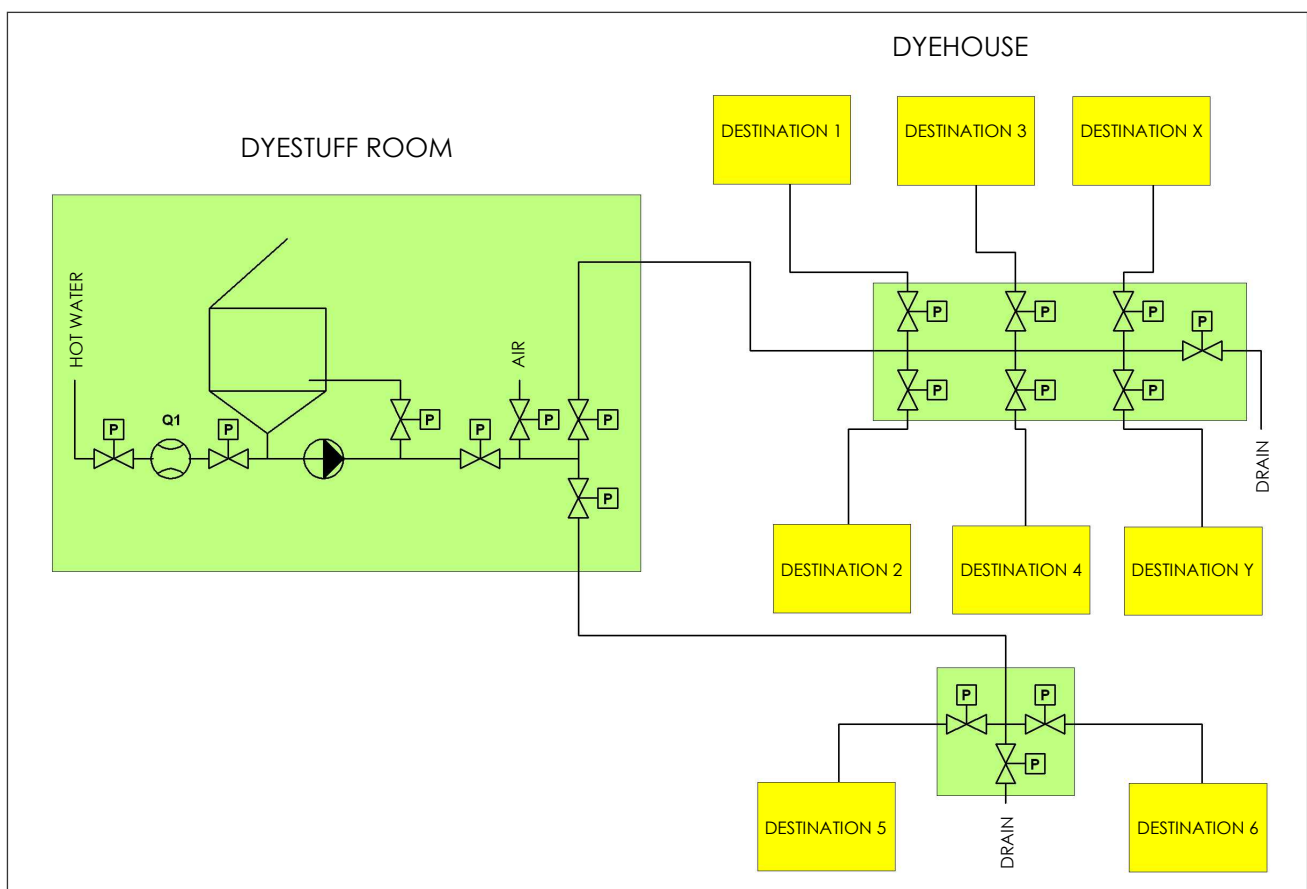 DYEHOUSE
DESTINATION 1
DESTINATION 3
DESTINATION X
DYESTUFF ROOM
HOT WATER
AIR
P
P
P
P
Q1
P
P
P
P
P
P
P
P
P
P
P
DRAIN
DESTINATION 2
DESTINATION 4
DESTINATION Y
P
P
P
DESTINATION 5
DRAIN
DESTINATION 6